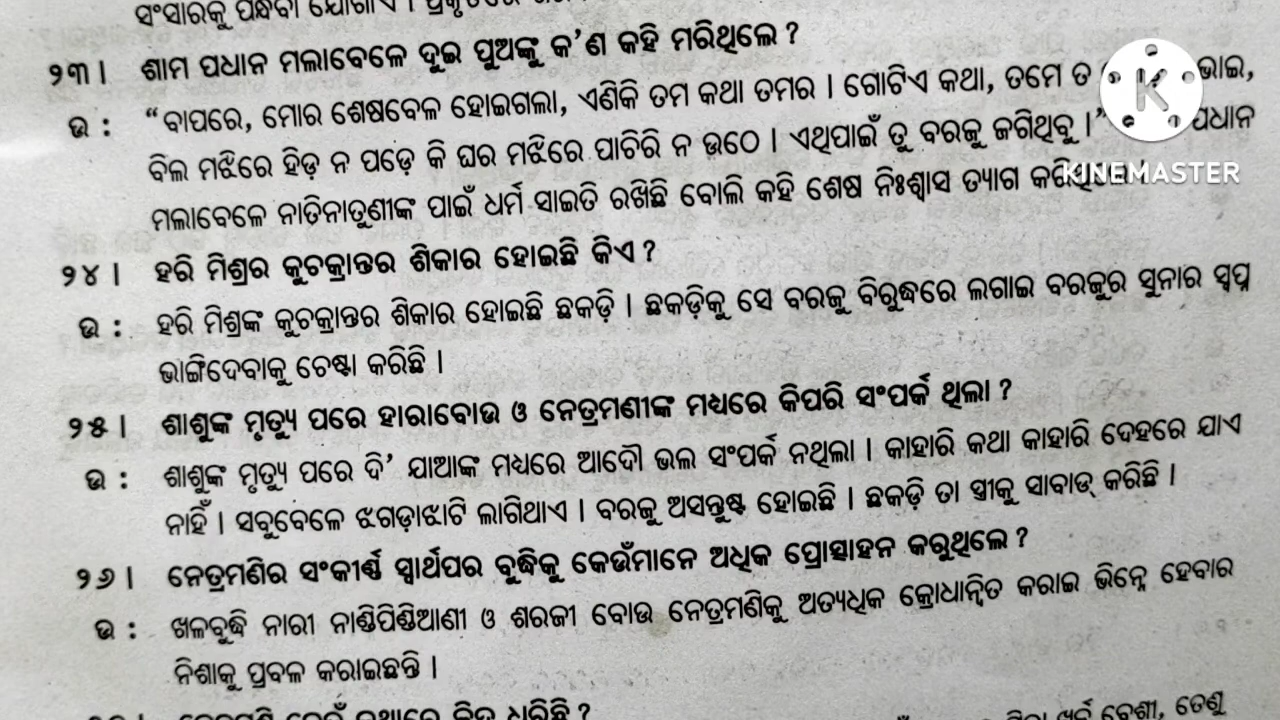 ସଂସାରକୁ ପନ୍ଧବା ଯୋଗାଏ ।
୨୩। ଶାମ ପଧାନ ମଲାବେଳେ ଦୁଇ ପୁଅଙ୍କୁ କ'ଣ କହି ମରିଥିଲେ ?
ଉ : “ବାପରେ, ମୋର ଶେଷବେଳ ହୋଇଗଲା, ଏଣିକି ତମ କଥା ତମର । ଗୋଟିଏ କଥା, ତମେ ତ ଭାଇ,
ବିଲ ମଝିରେ ହିଡ଼ ନ ପଡ଼େ କି ଘର ମଝିରେ ପାଚିରି ନ ଉଠେ । ଏଥିପାଇଁ ତୁ ବରଜୁ ଜଗିଥିବୁ ।” ପଧାନ
ମଲାବେଳେ ନାତିନାତୁଣୀଙ୍କ ପାଇଁ ଧର୍ମ ସାଇତି ରଖିଛି ବୋଲି କହି ଶେଷ ନିଃଶ୍ୱାସ ତ୍ୟାଗ
KINEMASTER
୨୪। ହରି ମିଶ୍ରର କୁଚକ୍ରାନ୍ତର ଶିକାର ହୋଇଛି କିଏ ?
ଉ : ହରି ମିଶ୍ରଙ୍କ କୁଚକ୍ରାନ୍ତର ଶିକାର ହୋଇଛି ଛକଡ଼ି । ଛକଡ଼ିକୁ ସେ ବରଜୁ ବିରୁଦ୍ଧରେ ଲଗାଇ ବରଜୁର ସୁନାର ସ୍ୱପ୍ନ
ଭାଙ୍ଗିଦେବାକୁ ଚେଷ୍ଟା କରିଛି ।
୨୫। ଶାଶୁଙ୍କ ମୃତ୍ୟୁ ପରେ ହାରାବୋଉ ଓ ନେତ୍ରମଣୀଙ୍କ ମଧ୍ୟରେ କିପରି ସଂପର୍କ ଥିଲା ?
ଉ : ଶାଶୁଙ୍କ ମୃତ୍ୟୁ ପରେ ଦି' ଯାଆଙ୍କ ମଧ୍ୟରେ ଆଦୌ ଭଲ ସଂପର୍କ ନଥିଲା । କାହାରି କଥା କାହାରି ଦେହରେ ଯାଏ
ନାହିଁ । ସବୁବେଳେ ଝଗଡ଼ାଝାଟି ଲାଗିଥାଏ । ବରଜୁ ଅସନ୍ତୁଷ୍ଟ ହୋଇଛି । ଛକଡ଼ି ତା ସ୍ତ୍ରୀକୁ ସାବାଡ୍ କରିଛି ।
୨୬। ନେତ୍ରମଣିର ସଂକୀର୍ଣ୍ଣ ସ୍ୱାର୍ଥପର ବୁଦ୍ଧିକୁ କେଉଁମାନେ ଅଧିକ ପ୍ରୋତ୍ସାହନ କରୁଥିଲେ ?
ଉ : ଖଳବୁଦ୍ଧି ନାରୀ ନାଣ୍ଡିପିଣ୍ଡିଆଣୀ ଓ ଶରଜୀ ବୋଉ ନେତ୍ରମଣିକୁ ଅତ୍ୟଧିକ କ୍ରୋଧାନ୍ୱିତ କରାଇ ଭିନ୍ନେ ହେବାର
ନିଶାକୁ ପ୍ରବଳ କରାଇଛନ୍ତି ।
ବେଶୀ, ତେଣୁ